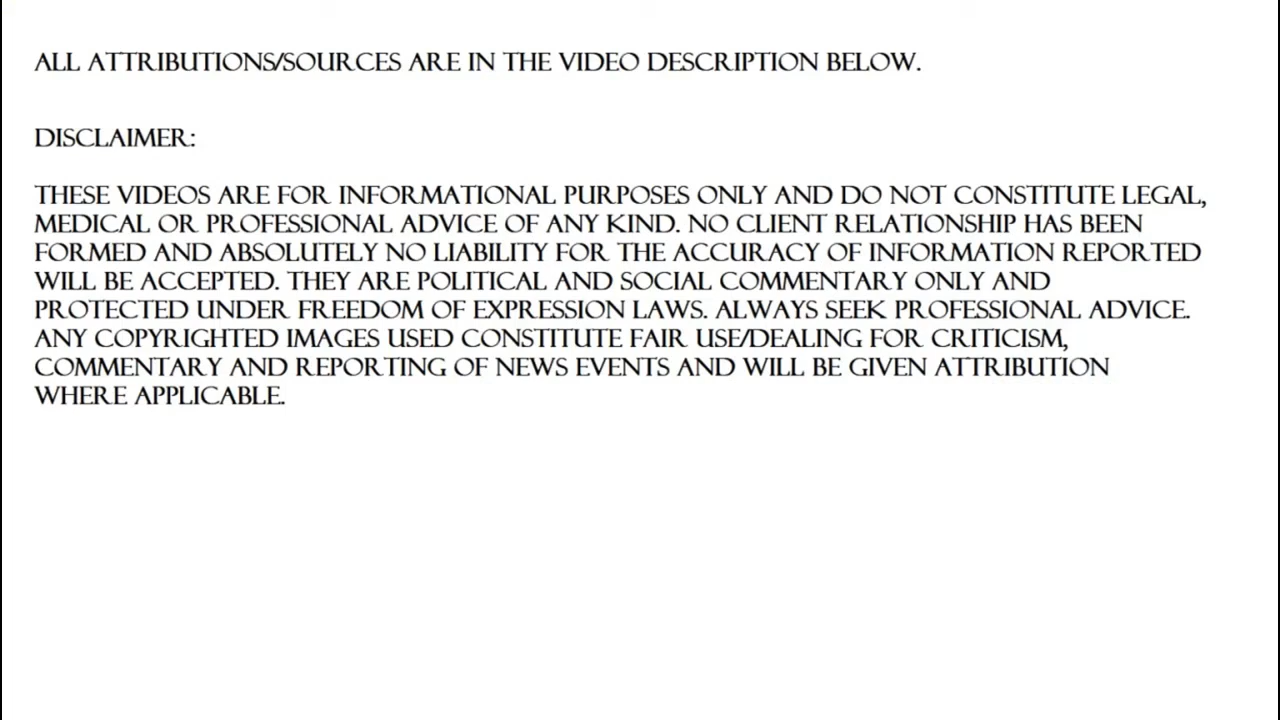 ALL ATTRIBUTIONS/SOURCES ARE IN THE VIDEO DESCRIPTION BELOW.
DISCLAIMER:
THESE VIDEOS ARE FOR INFORMATIONAL PURPOSES ONLY AND DO NOT CONSTITUTE LEGAL,
MEDICAL OR PROFESSIONAL ADVICE OF ANY KIND. NO CLIENT RELATIONSHIP HAS BEEN
FORMED AND ABSOLUTELY NO LIABILITY FOR THE ACCURACY OF INFORMATION REPORTED
WILL BE ACCEPTED. THEY ARE POLITICAL AND SOCIAL COMMENTARY ONLY AND
PROTECTED UNDER FREEDOM OF EXPRESSION LAWS. ALWAYS SEEK PROFESSIONAL ADVICE.
ANY COPYRIGHTED IMAGES USED CONSTITUTE FAIR USE/DEALING FOR CRITICISM,
COMMENTARY AND REPORTING OF NEWS EVENTS AND WILL BE GIVEN ATTRIBUTION
WHERE APPLICABLE.